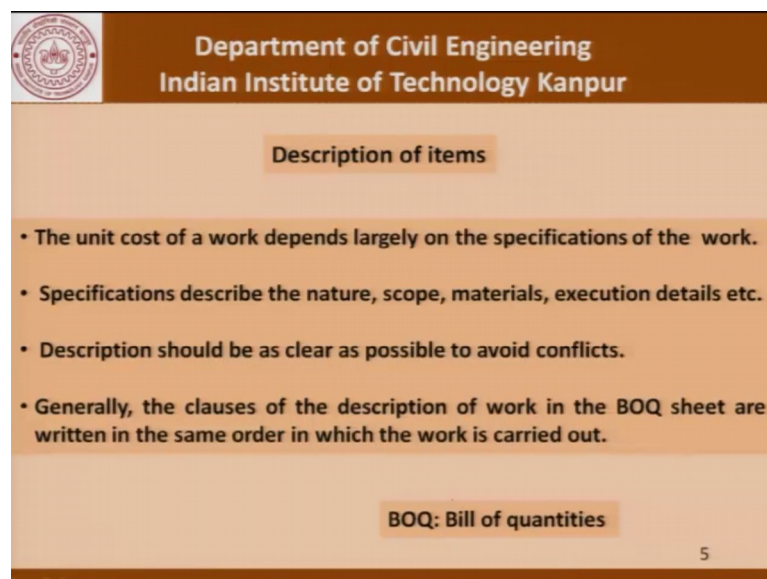 Department of Civil Engineering
Indian Institute of Technology Kanpur
Description of items
• The unit cost of a work depends largely on the specifications of the work.
• Specifications describe the nature, scope, materials, execution details etc.
• Description should be as clear as possible to avoid conflicts.
• Generally, the clauses of the description of work in the BOQ sheet are
written in the same order in which the work is carried out.
BOQ: Bill of quantities
5